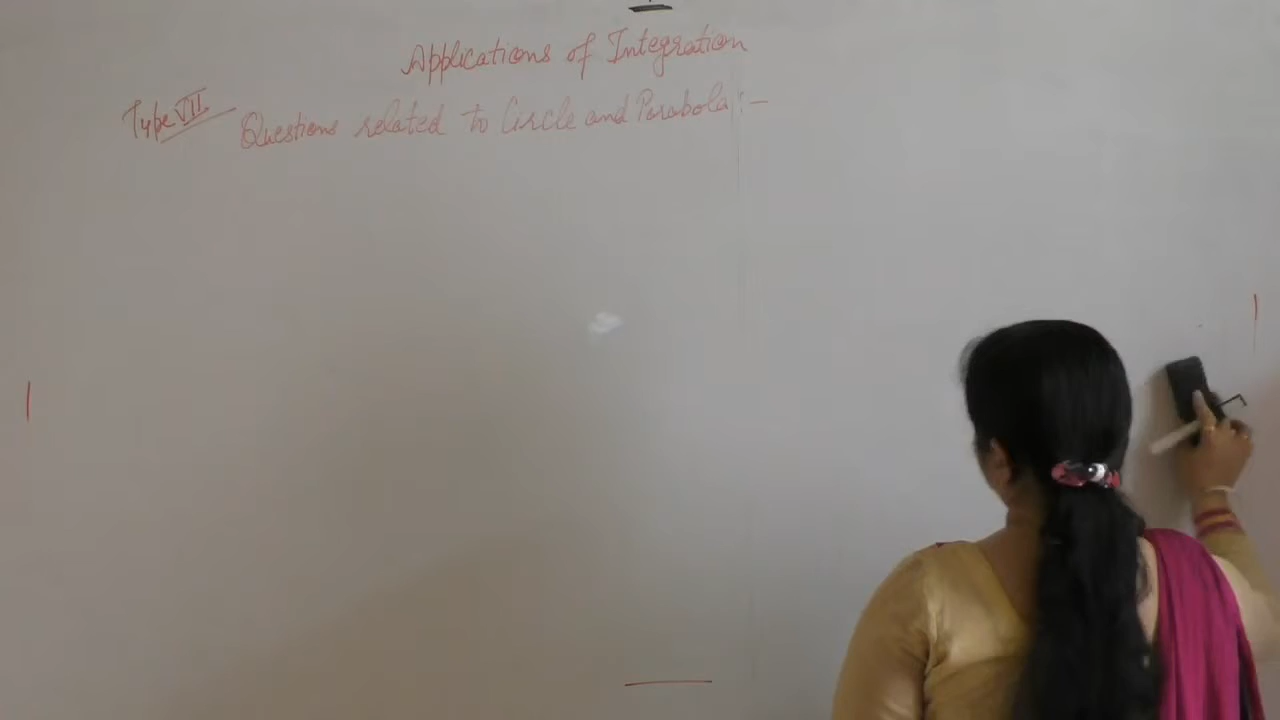 Applications of Integration
Type VII Questions related to Circle and Parabola :-